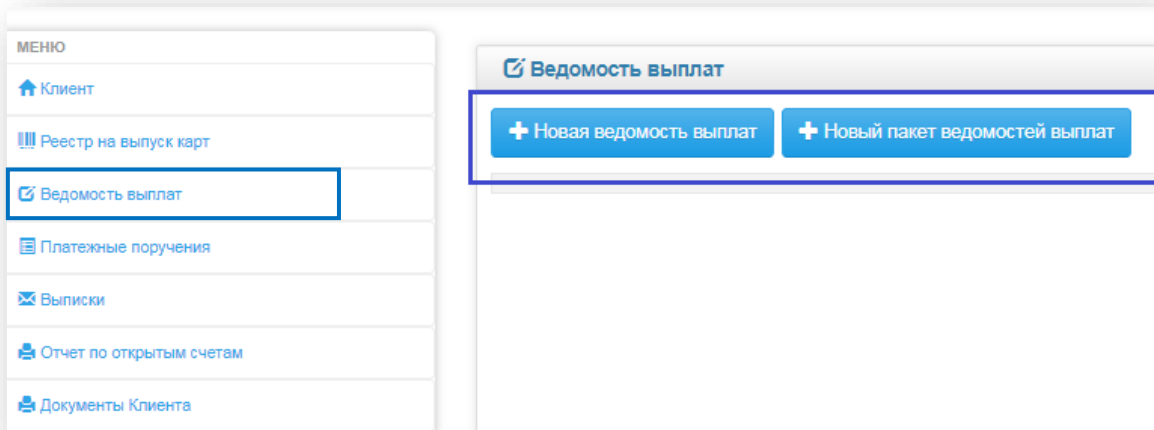 МЕНЮ
Клиент
Реестр на выпуск карт
Ведомость выплат
Платежные поручения
Выписки
Отчет по открытым счетам
Документы Клиента
Ведомость выплат
Новая ведомость выплат
Новый пакет ведомостей выплат